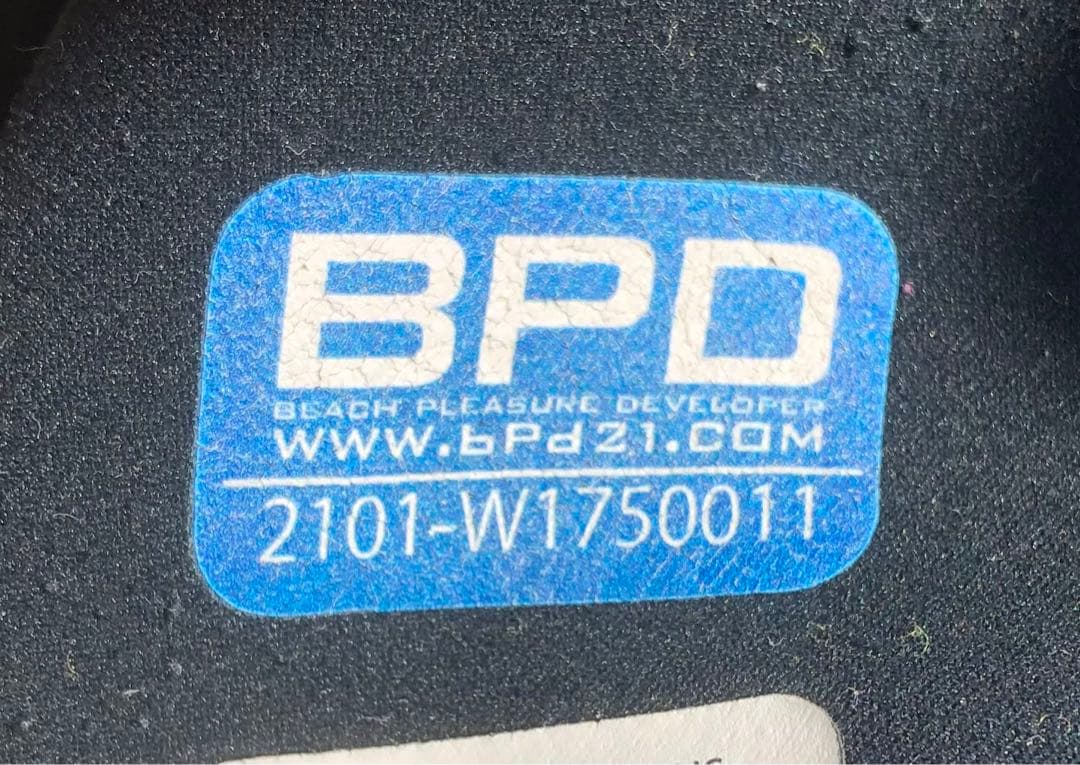 BPD
BEACH PLEASURE DEVELOPER
WWW.bPd21.COM
2101-W1750011